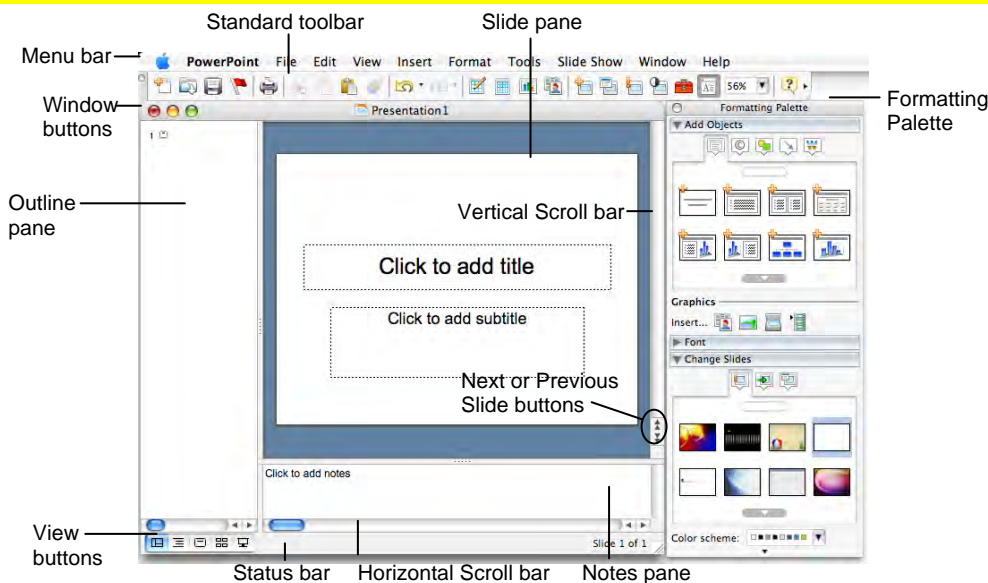 Standard toolbar
Slide pane
Menu bar
PowerPoint File Edit View Insert Format Tools Slide Show Window Help
56%
?
Window
buttons
Presentation1
Formatting Palette
Formatting
Palette
Add Objects
1
Outline
pane
Vertical Scroll bar
Click to add title
Click to add subtitle
Graphics
Insert...
Font
Change Slides
Next or Previous
Slide buttons
Click to add notes
View
buttons
Slide 1 of 1
Color scheme:
Status bar
Horizontal Scroll bar
Notes pane